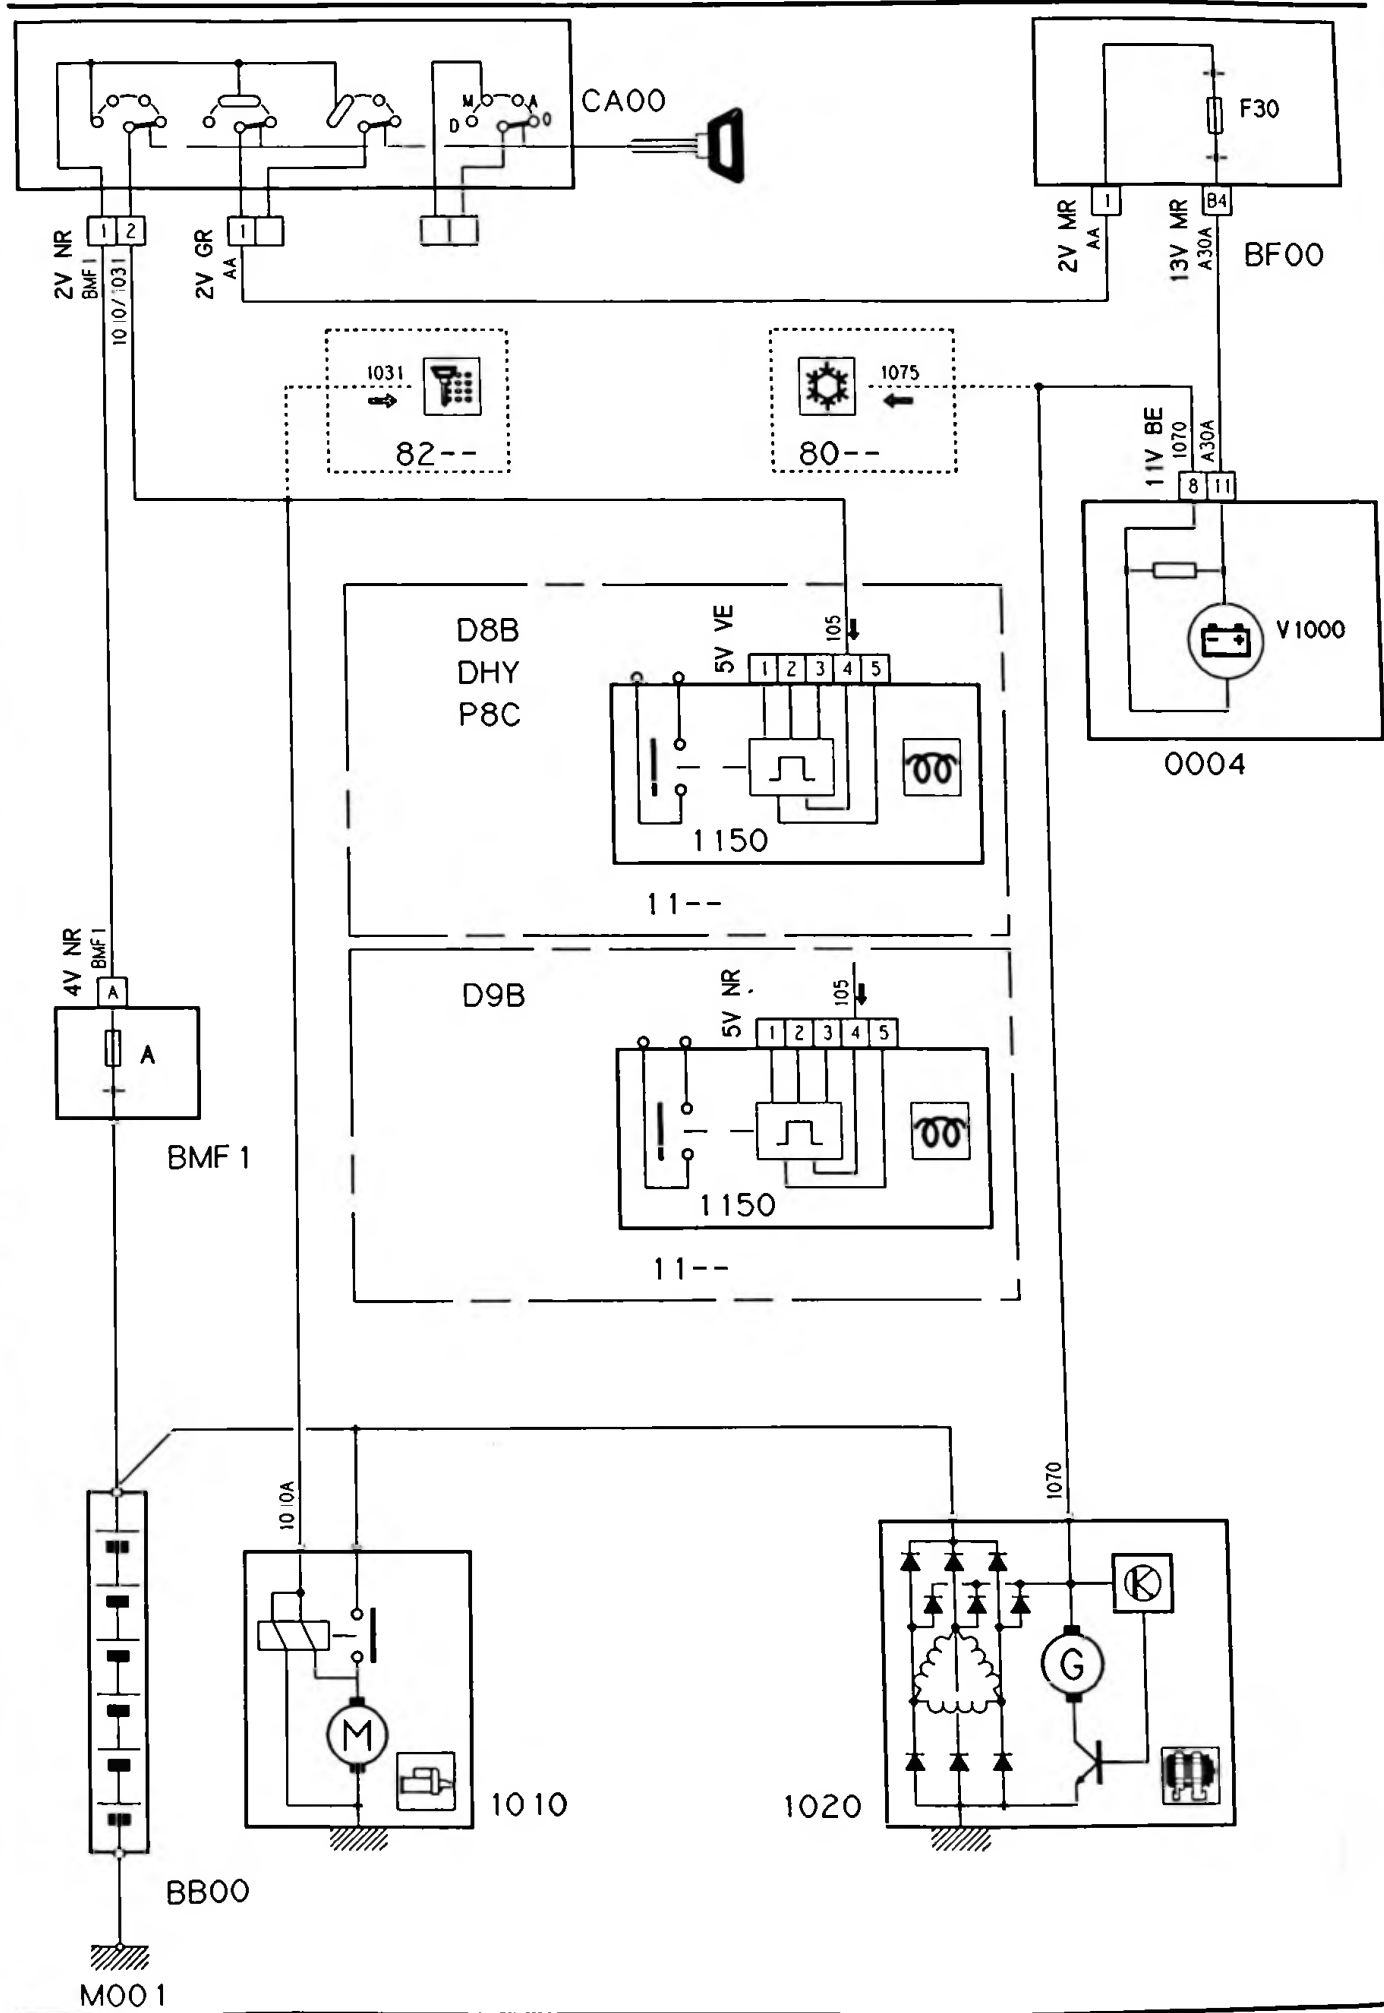 M A
D O
CA00
F30
1 2
1
1
B4
2V NR
BMF1
1010/1031
2V GR
AA
2V MR
AA
13V MR
A30A
BF00
1031
82--
1075
80--
11V BE
1070
A30A
8 11
V1000
0004
D8B
DHY
P8C
5V VE
105
1 2 3 4 5
1150
11--
4V NR
BMF1
A
A
BMF1
D9B
5V NR
105
1 2 3 4 5
1150
11--
1010A
1070
M
G
K
1010
1020
BB00
M001